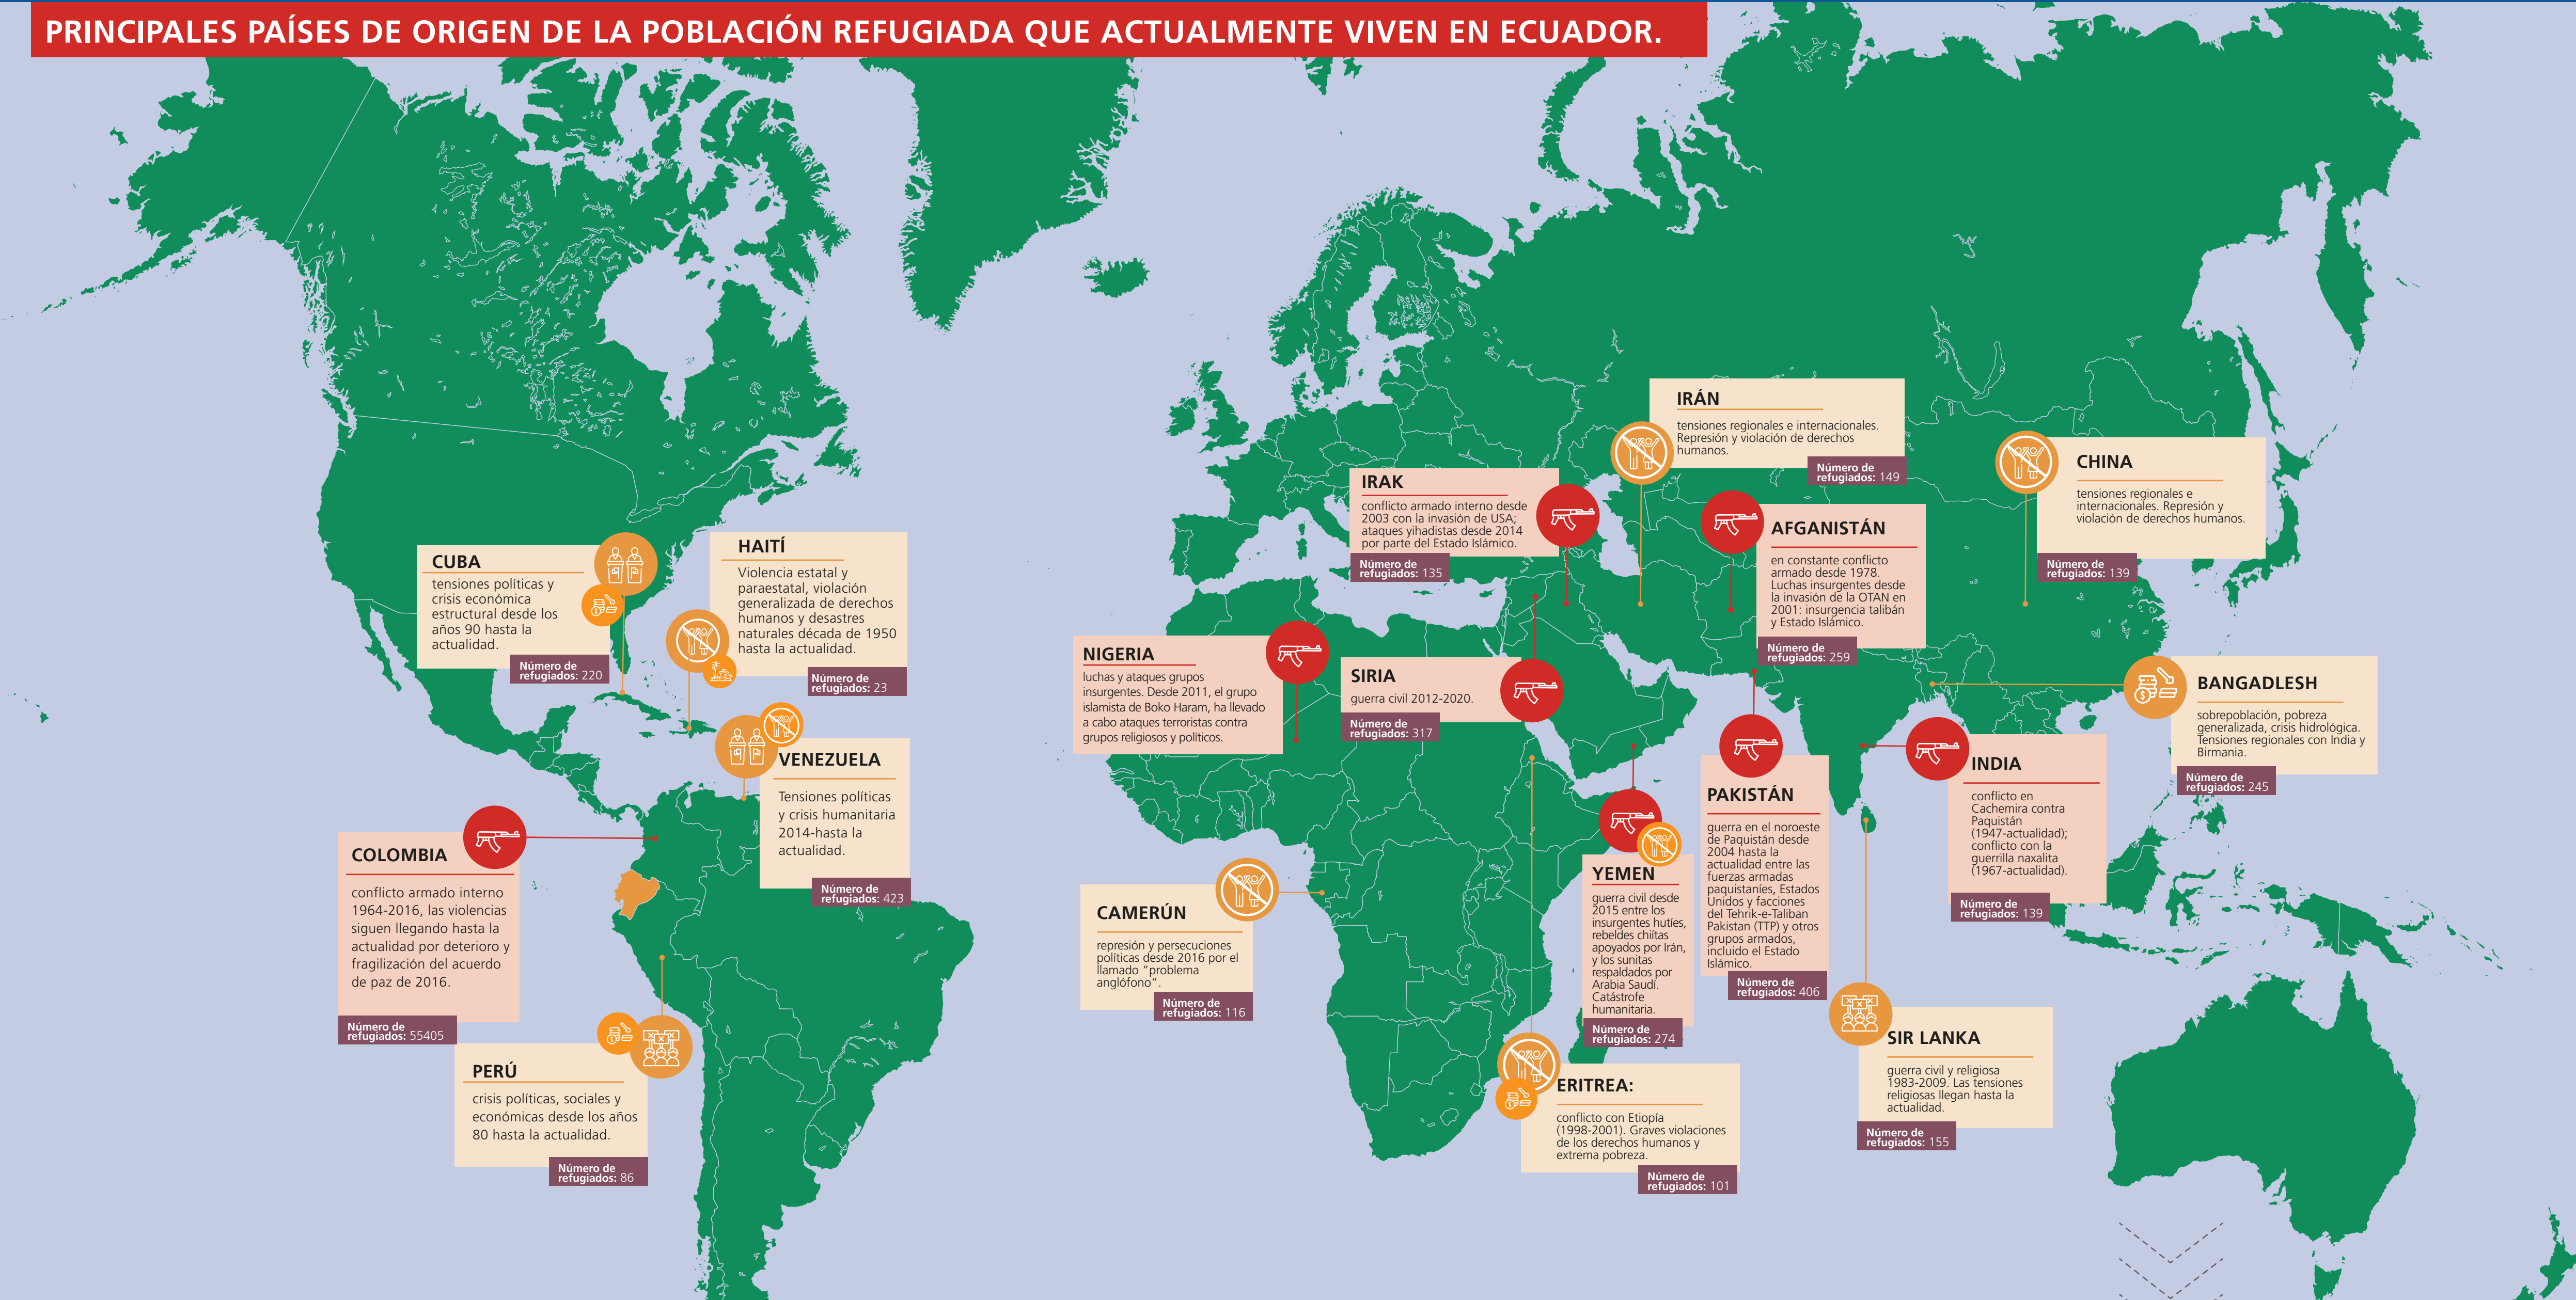 PRINCIPALES PAÍSES DE ORIGEN DE LA POBLACIÓN REFUGIADA QUE ACTUALMENTE VIVEN EN ECUADOR.
CUBA
tensiones políticas y
crisis económica
estructural desde los
años 90 hasta la
actualidad.
Número de
refugiados: 220
HAITÍ
Violencia estatal y
paraestatal, violación
generalizada de derechos
humanos y desastres
naturales década de 1950
hasta la actualidad.
Número de
refugiados: 23
VENEZUELA
Tensiones políticas
y crisis humanitaria
2014-hasta la
actualidad.
Número de
refugiados: 423
COLOMBIA
conflicto armado interno
1964-2016, las violencias
siguen llegando hasta la
actualidad por deterioro y
fragilización del acuerdo
de paz de 2016.
Número de
refugiados: 55405
PERÚ
crisis políticas, sociales y
económicas desde los años
80 hasta la actualidad.
Número de
refugiados: 86
NIGERIA
luchas y ataques grupos
insurgentes. Desde 2011, el grupo
islamista de Boko Haram, ha llevado
a cabo ataques terroristas contra
grupos religiosos y políticos.
IRAK
conflicto armado interno desde
2003 con la invasión de USA;
ataques yihadistas desde 2014
por parte del Estado Islámico.
Número de
refugiados: 135
SIRIA
guerra civil 2012-2020.
Número de
refugiados: 317
IRÁN
tensiones regionales e internacionales.
Represión y violación de derechos
humanos.
Número de
refugiados: 149
AFGANISTÁN
en constante conflicto
armado desde 1978.
Luchas insurgentes desde
la invasión de la OTAN en
2001: insurgencia talibán
y Estado Islámico.
Número de
refugiados: 259
CHINA
tensiones regionales e
internacionales. Represión y
violación de derechos humanos.
Número de
refugiados: 139
BANGADLESH
sobrepoblación, pobreza
generalizada, crisis hidrológica.
Tensiones regionales con India y
Birmania.
Número de
refugiados: 245
INDIA
conflicto en
Cachemira contra
Paquistán
(1947-actualidad);
conflicto con la
guerrilla naxalita
(1967-actualidad).
Número de
refugiados: 139
PAKISTÁN
guerra en el noroeste
de Paquistán desde
2004 hasta la
actualidad entre las
fuerzas armadas
paquistaníes, Estados
Unidos y facciones
del Tehrik-e-Taliban
Pakistan (TTP) y otros
grupos armados,
incluido el Estado
Islámico.
Número de
refugiados: 406
YEMEN
guerra civil desde
2015 entre los
insurgentes hutíes,
rebeldes chiítas
apoyados por Irán,
y los sunitas
respaldados por
Arabia Saudí.
Catástrofe
humanitaria.
Número de
refugiados: 274
CAMERÚN
represión y persecuciones
políticas desde 2016 por el
llamado “problema
anglófono”.
Número de
refugiados: 116
ERITREA:
conflicto con Etiopía
(1998-2001). Graves violaciones
de los derechos humanos y
extrema pobreza.
Número de
refugiados: 101
SIR LANKA
guerra civil y religiosa
1983-2009. Las tensiones
religiosas llegan hasta la
actualidad.
Número de
refugiados: 155